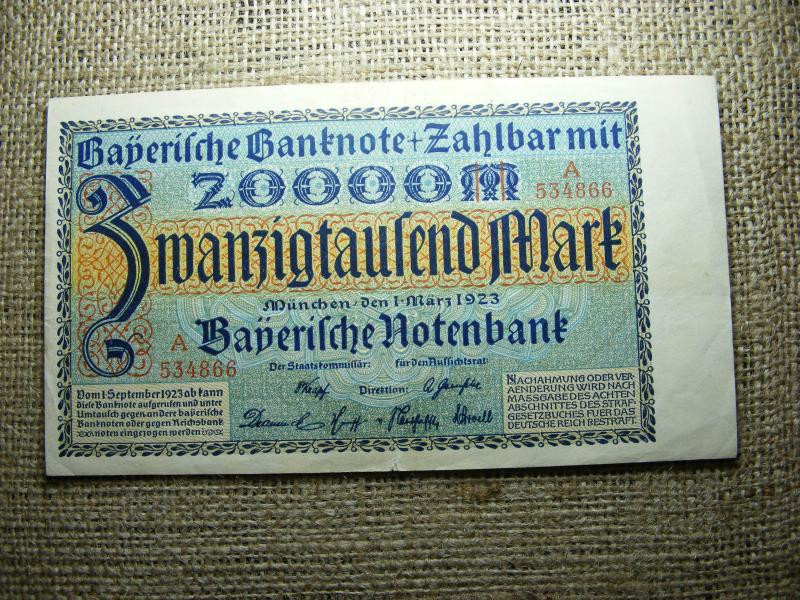 Bayerische Banknote + Zahlbar mit
20000 M
A
534866
Zwanzigtausend Mark
München, den 1. März 1923
Bayerische Notenbank
A
534866
Der Staatskommissär: für den Aufsichtsrat:
Direktion:
Vom 1. September 1923 ab kann
diese Banknote aufgerufen und unter
Umtausch gegen andere bayerische
Banknoten oder gegen Reichsbank
noten eingezogen werden
NACHAHMUNG ODER VER-
AENDERUNG WIRD NACH
MASSGABE DES ACHTEN
ABSCHNITTES DES STRAF-
GESETZBUCHES FUER DAS
DEUTSCHE REICH BESTRAFT.